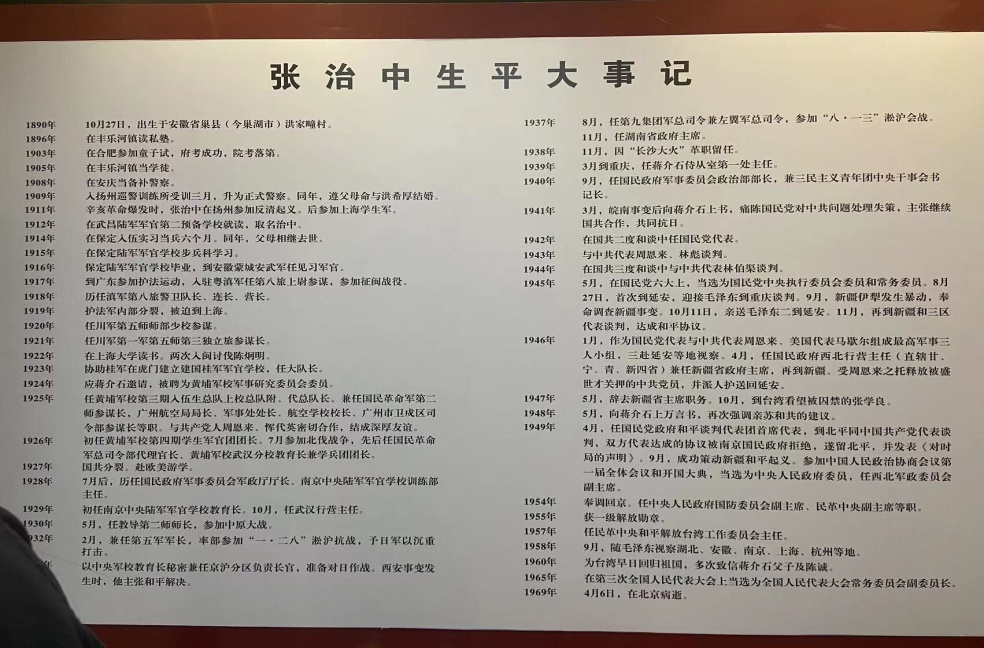 张治中生平大事记
1890年 10月27日，出生于安徽省巢县（今巢湖市）洪家疃村。
1896年 在丰乐河镇读私塾。
1903年 在合肥参加童子试，府考成功，院考落第。
1905年 在丰乐河镇当学徒。
1908年 在安庆当备补警察。
1909年 入扬州巡警训练所受训三月，升为正式警察。同年，遵父母命与洪希厚结婚。
1911年 辛亥革命爆发时，张治中在扬州参加反清起义。后参加上海学生军。
1912年 在武昌陆军军官第二预备学校就读，取名治中。
1914年 在保定入伍实习当兵六个月。同年，父母相继去世。
1915年 在保定陆军军官学校步兵科学习。
1916年 保定陆军军官学校毕业，到安徽蒙城安武军任见习军官。
1917年 到广东参加护法运动，入驻粤滇军任第八旅上尉参谋，参加征闽战役。
1918年 历任滇军第八旅警卫队长、连长、营长。
1919年 护法军内部分裂，被迫到上海。
1920年 任川军第五师师部少校参谋。
1921年 任川军第一军第五师第三独立旅参谋长。
1922年 在上海大学读书。两次入闽讨伐陈炯明。
1923年 协助桂军在虎门建立建国桂军军官学校，任大队长。
1924年 应蒋介石邀请，被聘为黄埔军校军事研究委员会委员。
1925年 任黄埔军校第三期入伍生总队上校总队附、代总队长。兼任国民革命军第二
师参谋长，广州航空局局长、军事处处长、航空学校校长、广州市卫戍区司
令部参谋长等职。与共产党人周恩来、恽代英密切合作，结成深厚友谊。
1926年 初任黄埔军校第四期学生军官团团长。7月参加北伐战争，先后任国民革命
军总司令部代理官长、黄埔军校武汉分校教育长兼学兵团团长。
1927年 国共分裂。赴欧美游学。
1928年 7月后，历任国民政府军事委员会军政厅厅长、南京中央陆军军官学校训练部
主任。
1929年 初任南京中央陆军军官学校教育长。10月，任武汉行营主任。
1930年 5月，任教导第二师师长，参加中原大战。
932年 2月，兼任第五军军长，率部参加“一·二八”淞沪抗战，予日军以沉重
打击。
年 以中央军校教育长秘密兼任京沪分区负责长官，准备对日作战。西安事变发
生时，他主张和平解决。
1937年 8月，任第九集团军总司令兼左翼军总司令，参加“八·一三”淞沪会战。
11月，任湖南省政府主席。
1938年 11月，因“长沙大火”革职留任。
1939年 3月到重庆，任蒋介石侍从室第一处主任。
1940年 9月，任国民政府军事委员会政治部部长，兼三民主义青年团中央干事会书
记长。
1941年 3月，皖南事变后向蒋介石上书，痛陈国民党对中共问题处理失策，主张继续
国共合作，共同抗日。
1942年 在国共二度和谈中任国民党代表。
1943年 与中共代表周恩来、林彪谈判。
1944年 在国共三度和谈中与中共代表林伯渠谈判。
1945年 5月，在国民党六大上，当选为国民党中央执行委员会委员和常务委员。8月
27日，首次到延安，迎接毛泽东到重庆谈判。9月，新疆伊犁发生暴动，奉
命调查新疆事变。10月11日，亲送毛泽东二到延安。11月，再到新疆和三区
代表谈判，达成和平协议。
1946年 1月，作为国民党代表与中共代表周恩来、美国代表马歇尔组成最高军事三
人小组，三赴延安等地视察。4月，任国民政府西北行营主任（直辖甘、
宁、青、新四省）兼任新疆省政府主席，再到新疆。受周恩来之托释放被盛
世才关押的中共党员，并派人护送回延安。
1947年 5月，辞去新疆省主席职务。10月，到台湾看望被囚禁的张学良。
1948年 5月，向蒋介石上万言书，再次强调亲苏和共的建议。
1949年 4月，任国民党政府和平谈判代表团首席代表，到北平同中国共产党代表谈
判，双方代表达成的协议被南京国民政府拒绝，遂留北平，并发表《对时
局的声明》。9月，成功策动新疆和平起义。参加中国人民政治协商会议第
一届全体会议和开国大典，当选为中央人民政府委员，任西北军政委员会
副主席。
1954年 奉调回京。任中央人民政府国防委员会副主席、民革中央副主席等职。
1955年 获一级解放勋章。
1957年 任民革中央和平解放台湾工作委员会主任。
1958年 9月，随毛泽东视察湖北、安徽、南京、上海、杭州等地。
1960年 为台湾早日回归祖国，多次致信蒋介石父子及陈诚。
1965年 在第三次全国人民代表大会上当选为全国人民代表大会常务委员会副委员长。
1969年 4月6日，在北京病逝。